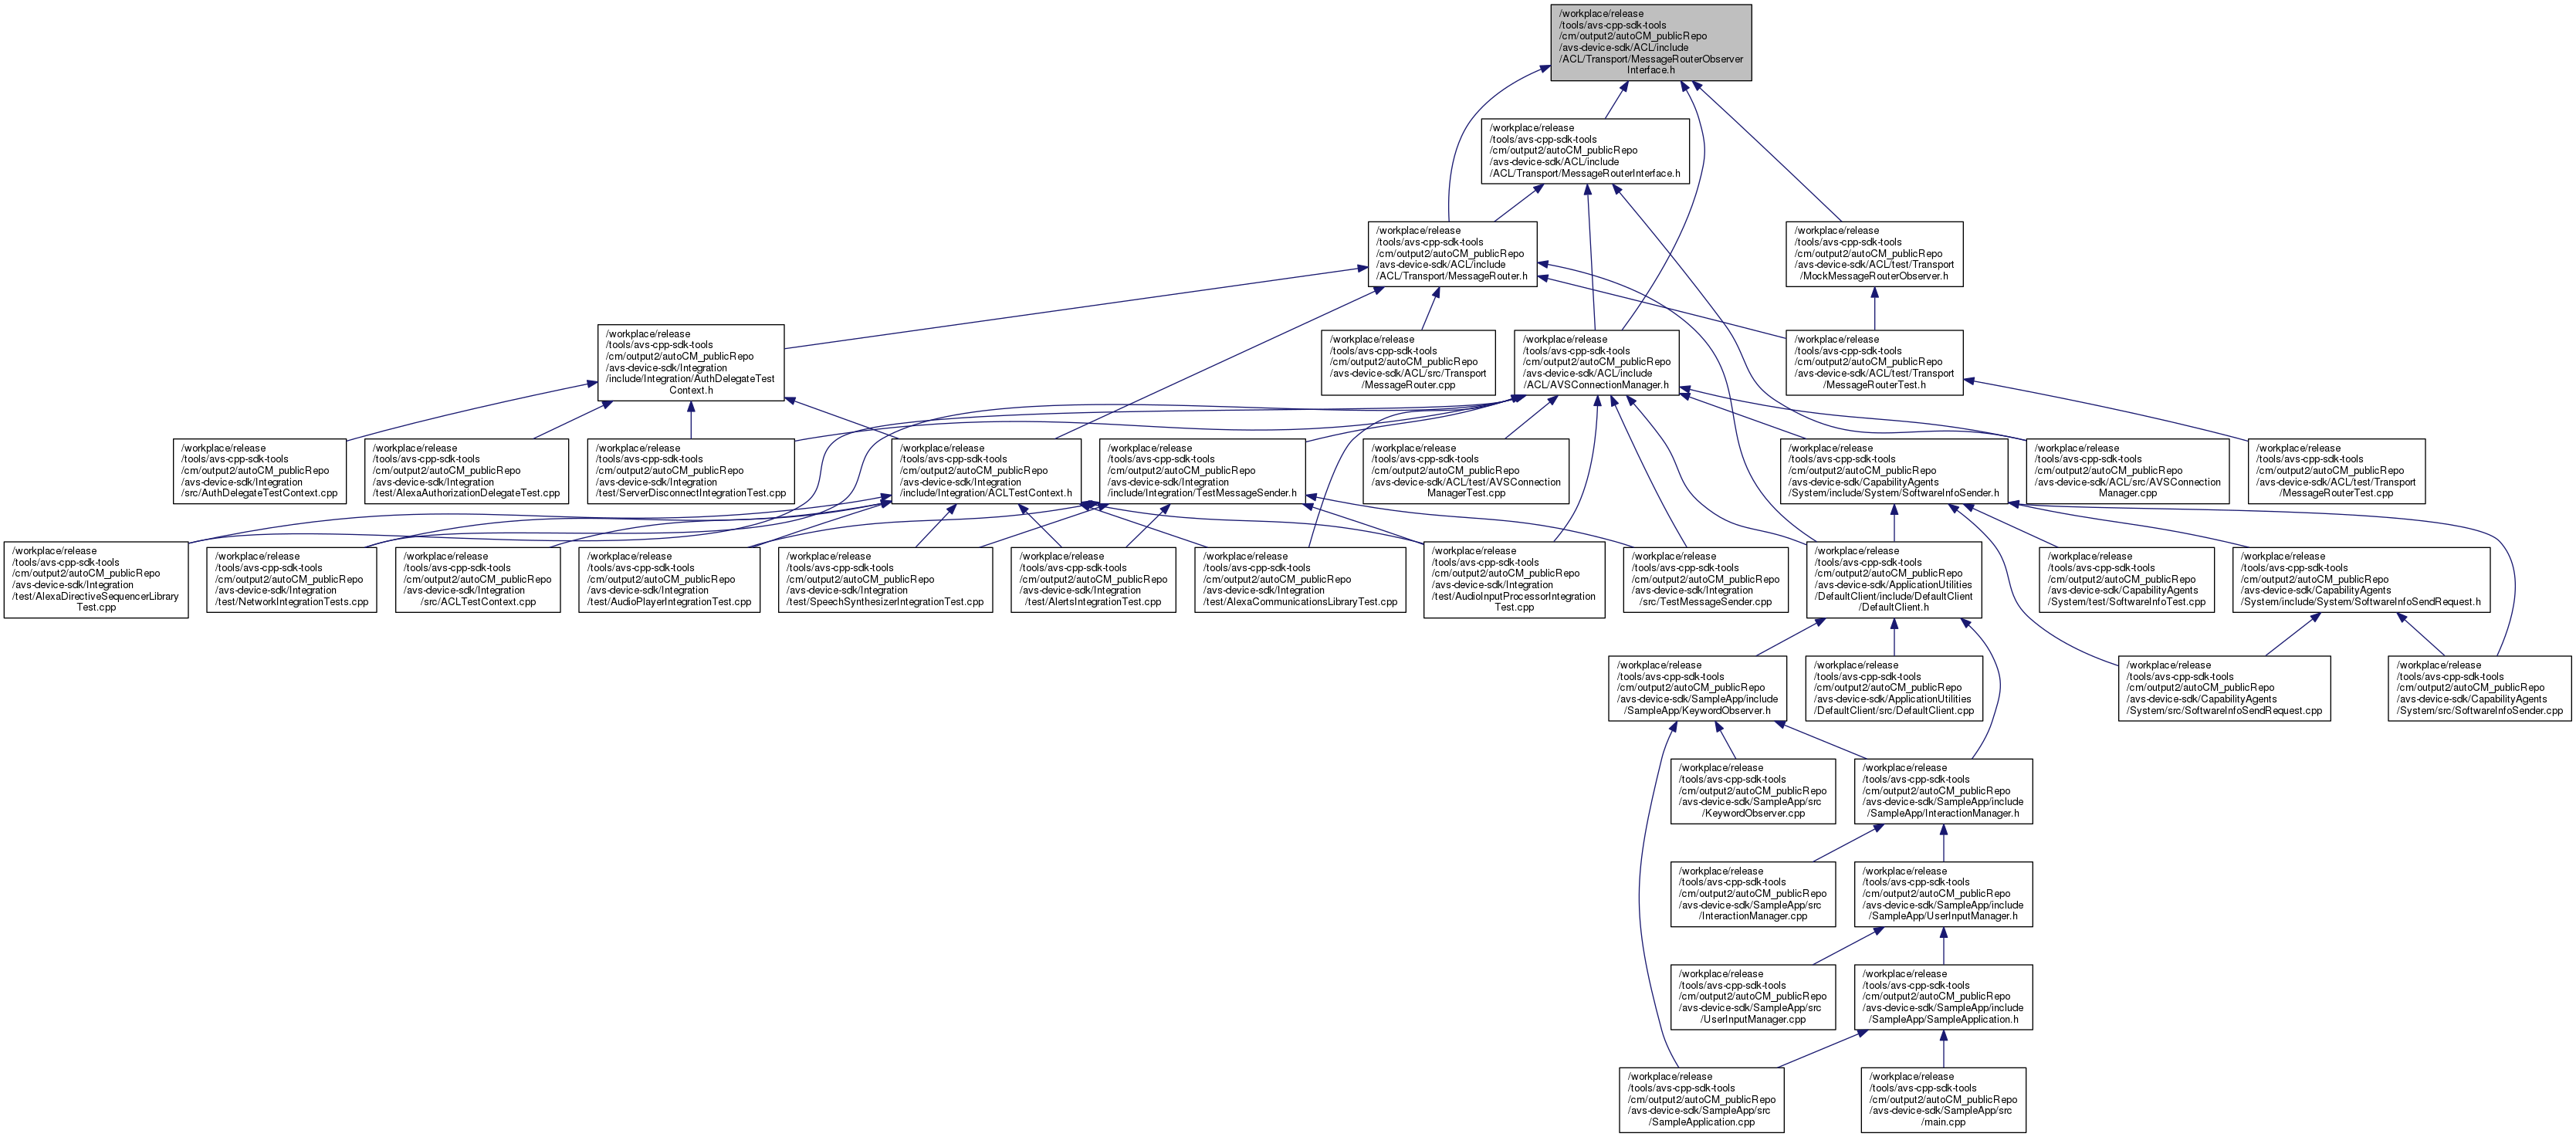 /workplace/release
/tools/avs-cpp-sdk-tools
/cm/output2/autoCM_publicRepo
/avs-device-sdk/ACL/include
/ACL/Transport/MessageRouterObserver
Interface.h
/workplace/release
/tools/avs-cpp-sdk-tools
/cm/output2/autoCM_publicRepo
/avs-device-sdk/ACL/include
/ACL/Transport/MessageRouterInterface.h
/workplace/release
/tools/avs-cpp-sdk-tools
/cm/output2/autoCM_publicRepo
/avs-device-sdk/ACL/include
/ACL/Transport/MessageRouter.h
/workplace/release
/tools/avs-cpp-sdk-tools
/cm/output2/autoCM_publicRepo
/avs-device-sdk/ACL/test/Transport
/MockMessageRouterObserver.h
/workplace/release
/tools/avs-cpp-sdk-tools
/cm/output2/autoCM_publicRepo
/avs-device-sdk/Integration
/include/Integration/AuthDelegateTest
Context.h
/workplace/release
/tools/avs-cpp-sdk-tools
/cm/output2/autoCM_publicRepo
/avs-device-sdk/ACL/src/Transport
/MessageRouter.cpp
/workplace/release
/tools/avs-cpp-sdk-tools
/cm/output2/autoCM_publicRepo
/avs-device-sdk/ACL/include
/ACL/AVSConnectionManager.h
/workplace/release
/tools/avs-cpp-sdk-tools
/cm/output2/autoCM_publicRepo
/avs-device-sdk/ACL/test/Transport
/MessageRouterTest.h
/workplace/release
/tools/avs-cpp-sdk-tools
/cm/output2/autoCM_publicRepo
/avs-device-sdk/Integration
/src/AuthDelegateTestContext.cpp
/workplace/release
/tools/avs-cpp-sdk-tools
/cm/output2/autoCM_publicRepo
/avs-device-sdk/Integration
/test/AlexaAuthorizationDelegateTest.cpp
/workplace/release
/tools/avs-cpp-sdk-tools
/cm/output2/autoCM_publicRepo
/avs-device-sdk/Integration
/test/ServerDisconnectIntegrationTest.cpp
/workplace/release
/tools/avs-cpp-sdk-tools
/cm/output2/autoCM_publicRepo
/avs-device-sdk/Integration
/include/Integration/ACLTestContext.h
/workplace/release
/tools/avs-cpp-sdk-tools
/cm/output2/autoCM_publicRepo
/avs-device-sdk/Integration
/include/Integration/TestMessageSender.h
/workplace/release
/tools/avs-cpp-sdk-tools
/cm/output2/autoCM_publicRepo
/avs-device-sdk/ACL/test/AVSConnection
ManagerTest.cpp
/workplace/release
/tools/avs-cpp-sdk-tools
/cm/output2/autoCM_publicRepo
/avs-device-sdk/CapabilityAgents
/System/include/System/SoftwareInfoSender.h
/workplace/release
/tools/avs-cpp-sdk-tools
/cm/output2/autoCM_publicRepo
/avs-device-sdk/ACL/src/AVSConnection
Manager.cpp
/workplace/release
/tools/avs-cpp-sdk-tools
/cm/output2/autoCM_publicRepo
/avs-device-sdk/ACL/test/Transport
/MessageRouterTest.cpp
/workplace/release
/tools/avs-cpp-sdk-tools
/cm/output2/autoCM_publicRepo
/avs-device-sdk/Integration
/test/AlexaDirectiveSequencerLibrary
Test.cpp
/workplace/release
/tools/avs-cpp-sdk-tools
/cm/output2/autoCM_publicRepo
/avs-device-sdk/Integration
/test/NetworkIntegrationTests.cpp
/workplace/release
/tools/avs-cpp-sdk-tools
/cm/output2/autoCM_publicRepo
/avs-device-sdk/Integration
/src/ACLTestContext.cpp
/workplace/release
/tools/avs-cpp-sdk-tools
/cm/output2/autoCM_publicRepo
/avs-device-sdk/Integration
/test/AudioPlayerIntegrationTest.cpp
/workplace/release
/tools/avs-cpp-sdk-tools
/cm/output2/autoCM_publicRepo
/avs-device-sdk/Integration
/test/SpeechSynthesizerIntegrationTest.cpp
/workplace/release
/tools/avs-cpp-sdk-tools
/cm/output2/autoCM_publicRepo
/avs-device-sdk/Integration
/test/AlertsIntegrationTest.cpp
/workplace/release
/tools/avs-cpp-sdk-tools
/cm/output2/autoCM_publicRepo
/avs-device-sdk/Integration
/test/AlexaCommunicationsLibraryTest.cpp
/workplace/release
/tools/avs-cpp-sdk-tools
/cm/output2/autoCM_publicRepo
/avs-device-sdk/Integration
/test/AudioInputProcessorIntegration
Test.cpp
/workplace/release
/tools/avs-cpp-sdk-tools
/cm/output2/autoCM_publicRepo
/avs-device-sdk/Integration
/src/TestMessageSender.cpp
/workplace/release
/tools/avs-cpp-sdk-tools
/cm/output2/autoCM_publicRepo
/avs-device-sdk/ApplicationUtilities
/DefaultClient/include/DefaultClient
/DefaultClient.h
/workplace/release
/tools/avs-cpp-sdk-tools
/cm/output2/autoCM_publicRepo
/avs-device-sdk/CapabilityAgents
/System/test/SoftwareInfoTest.cpp
/workplace/release
/tools/avs-cpp-sdk-tools
/cm/output2/autoCM_publicRepo
/avs-device-sdk/CapabilityAgents
/System/include/System/SoftwareInfoSendRequest.h
/workplace/release
/tools/avs-cpp-sdk-tools
/cm/output2/autoCM_publicRepo
/avs-device-sdk/SampleApp/include
/SampleApp/KeywordObserver.h
/workplace/release
/tools/avs-cpp-sdk-tools
/cm/output2/autoCM_publicRepo
/avs-device-sdk/ApplicationUtilities
/DefaultClient/src/DefaultClient.cpp
/workplace/release
/tools/avs-cpp-sdk-tools
/cm/output2/autoCM_publicRepo
/avs-device-sdk/CapabilityAgents
/System/src/SoftwareInfoSendRequest.cpp
/workplace/release
/tools/avs-cpp-sdk-tools
/cm/output2/autoCM_publicRepo
/avs-device-sdk/CapabilityAgents
/System/src/SoftwareInfoSender.cpp
/workplace/release
/tools/avs-cpp-sdk-tools
/cm/output2/autoCM_publicRepo
/avs-device-sdk/SampleApp/src
/KeywordObserver.cpp
/workplace/release
/tools/avs-cpp-sdk-tools
/cm/output2/autoCM_publicRepo
/avs-device-sdk/SampleApp/include
/SampleApp/InteractionManager.h
/workplace/release
/tools/avs-cpp-sdk-tools
/cm/output2/autoCM_publicRepo
/avs-device-sdk/SampleApp/src
/InteractionManager.cpp
/workplace/release
/tools/avs-cpp-sdk-tools
/cm/output2/autoCM_publicRepo
/avs-device-sdk/SampleApp/include
/SampleApp/UserInputManager.h
/workplace/release
/tools/avs-cpp-sdk-tools
/cm/output2/autoCM_publicRepo
/avs-device-sdk/SampleApp/src
/UserInputManager.cpp
/workplace/release
/tools/avs-cpp-sdk-tools
/cm/output2/autoCM_publicRepo
/avs-device-sdk/SampleApp/include
/SampleApp/SampleApplication.h
/workplace/release
/tools/avs-cpp-sdk-tools
/cm/output2/autoCM_publicRepo
/avs-device-sdk/SampleApp/src
/SampleApplication.cpp
/workplace/release
/tools/avs-cpp-sdk-tools
/cm/output2/autoCM_publicRepo
/avs-device-sdk/SampleApp/src
/main.cpp